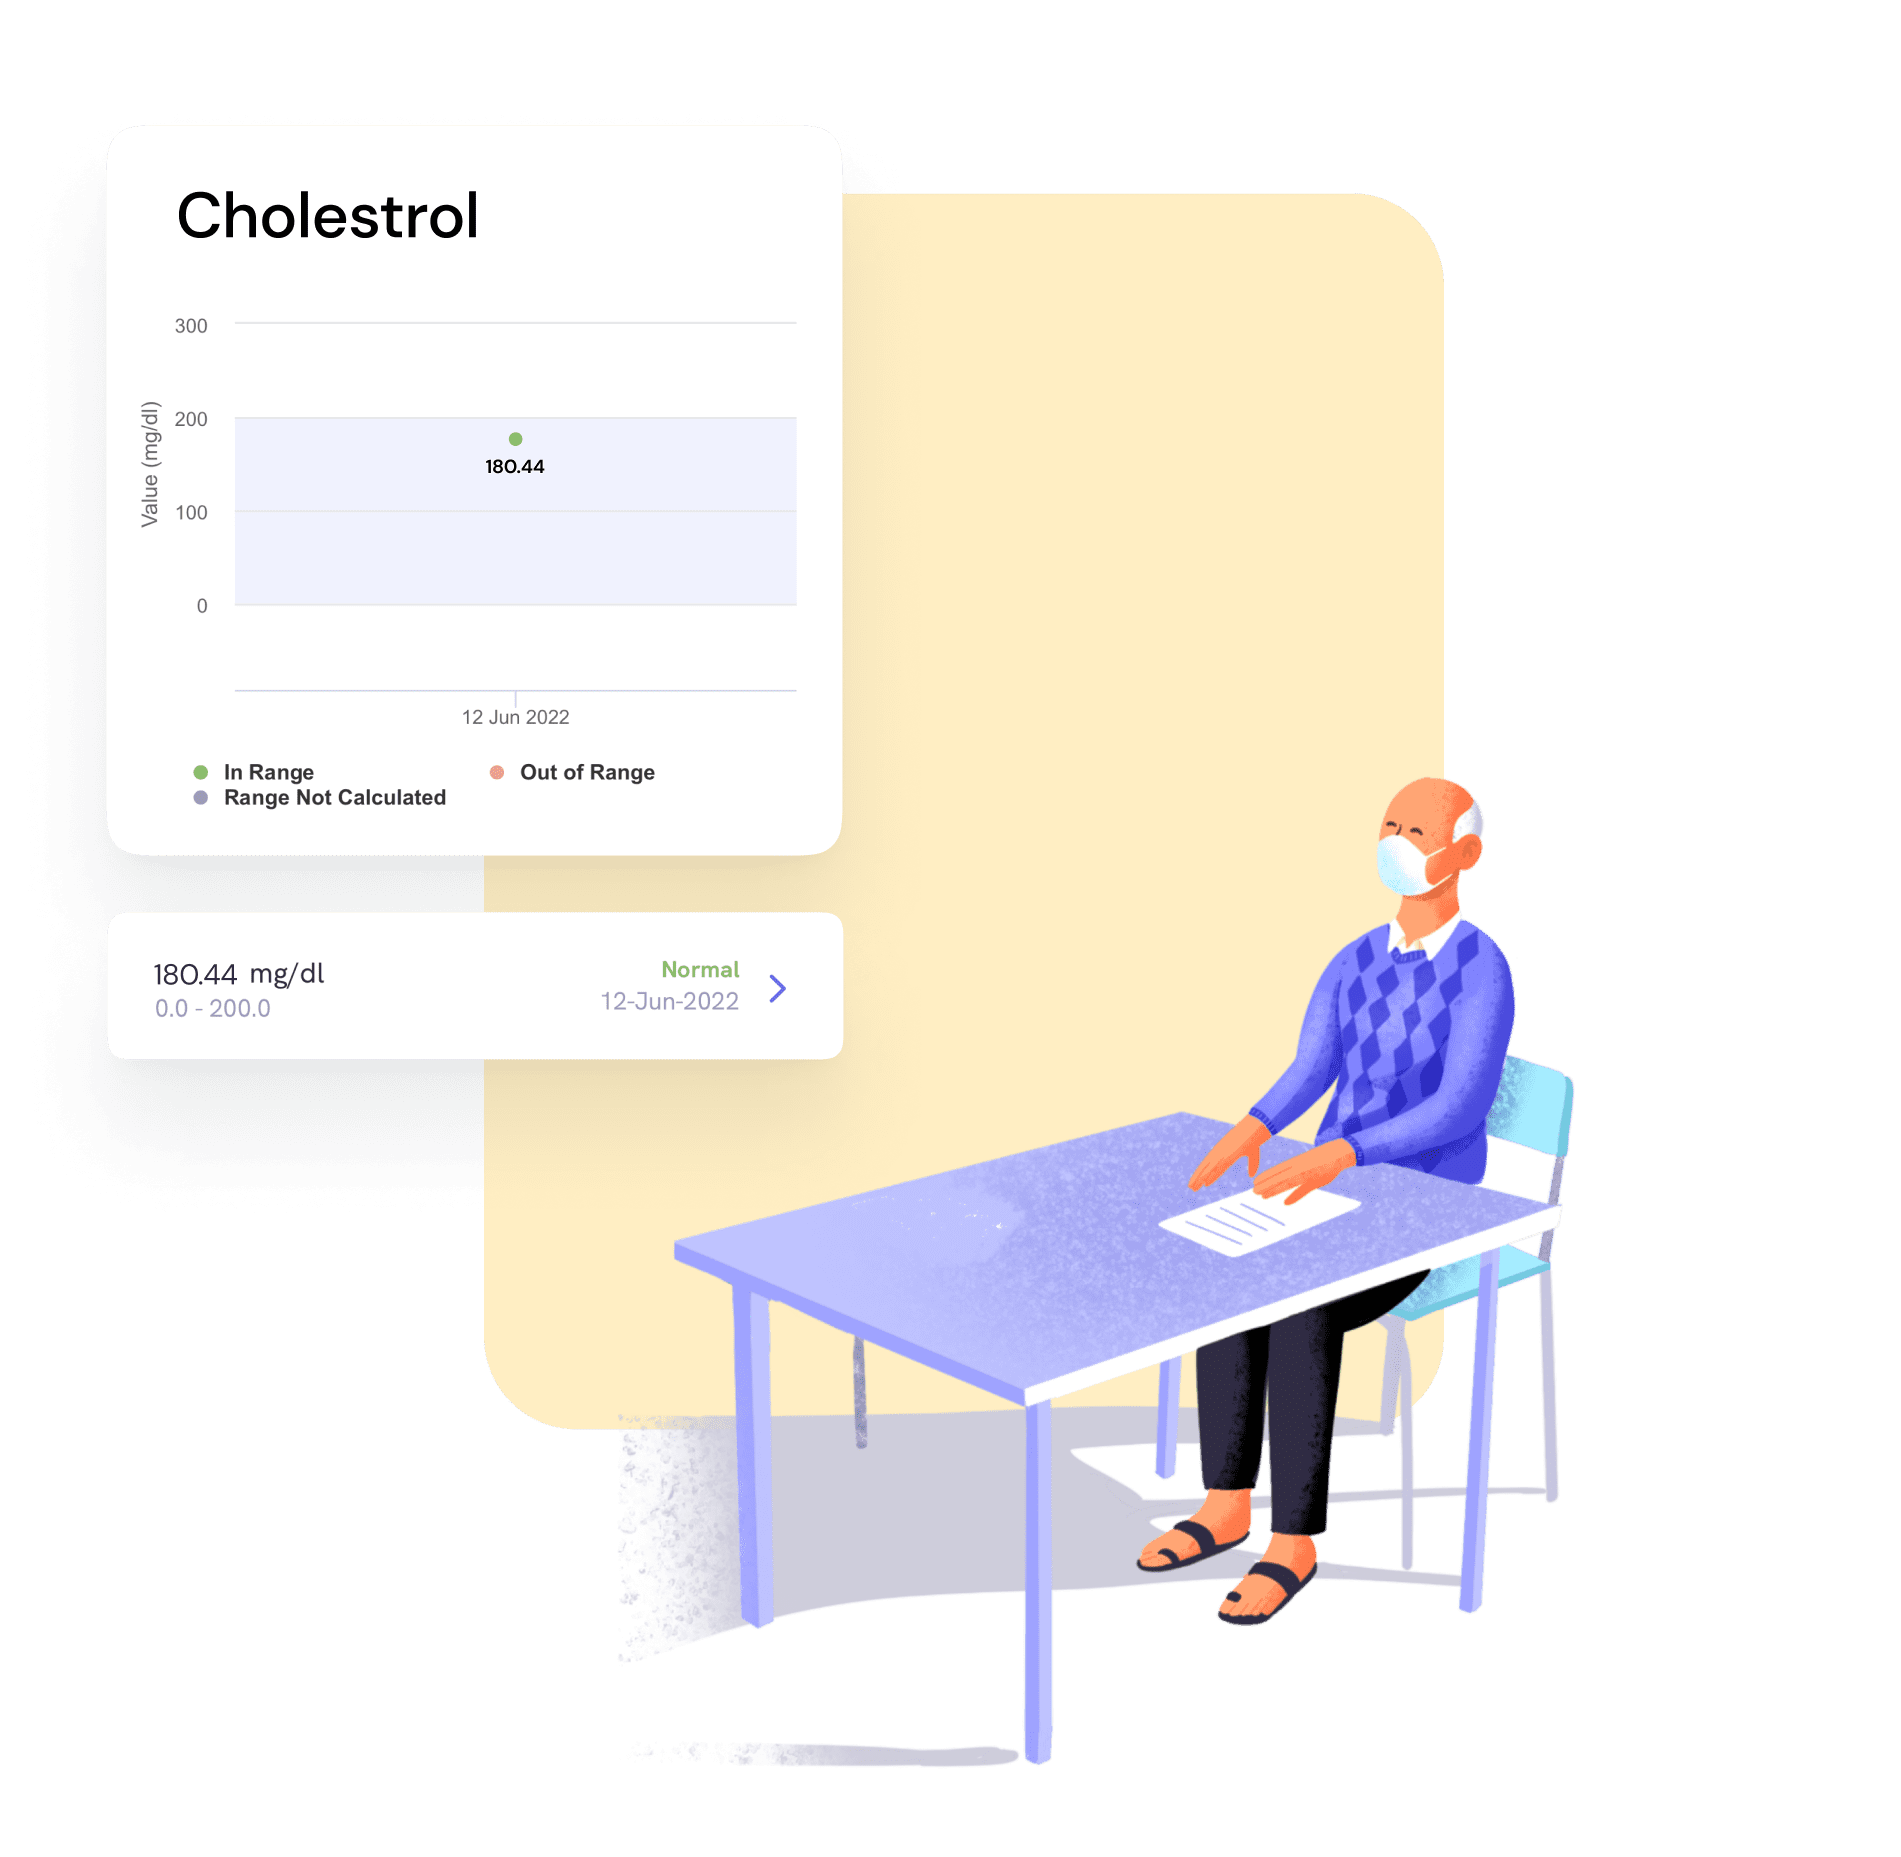 Cholestrol
300
200
180.44
Value (mg/dl)
100
0
12 Jun 2022
In Range
Out of Range
Range Not Calculated
180.44 mg/dl
Normal
0.0 - 200.0
12-Jun-2022